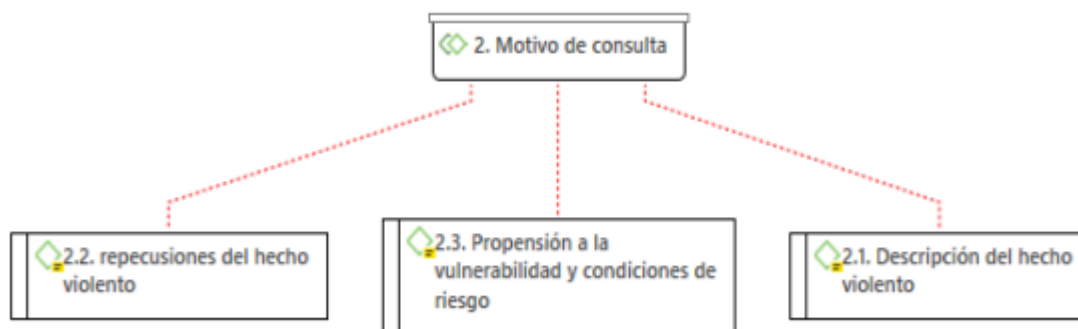 2. Motivo de consulta
2.2. repecusiones del hecho
violento
2.3. Propensión a la
vulnerabilidad y condiciones de
riesgo
2.1. Descripción del hecho
violento